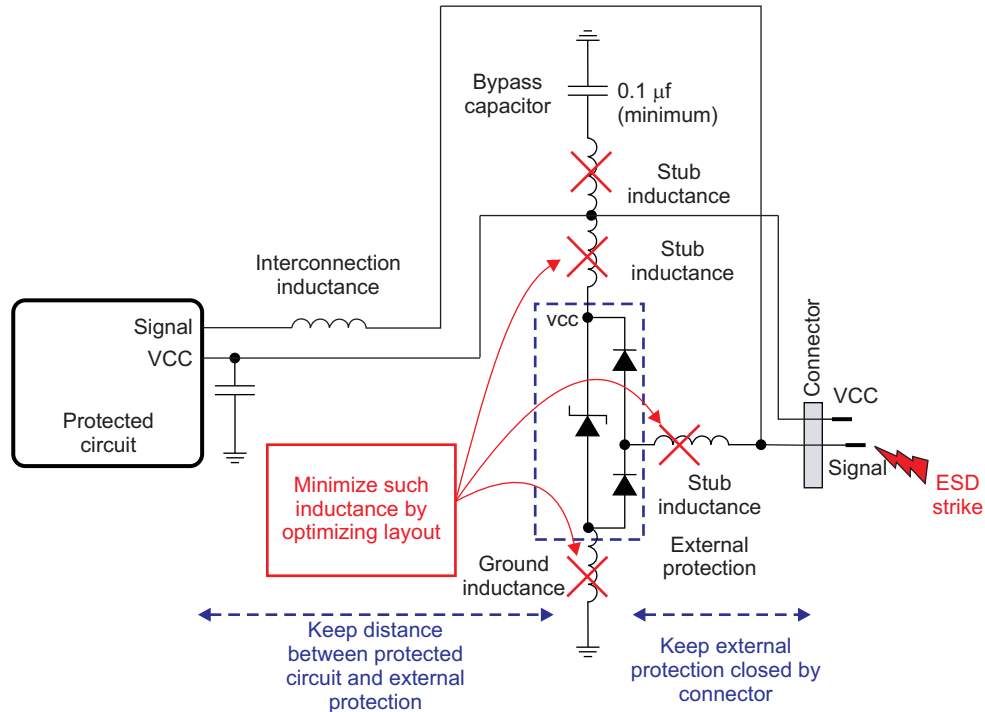 Bypass
capacitor
0.1 μf
(minimum)
Stub
inductance
Stub
inductance
Interconnection
inductance
Signal
VCC
Protected
circuit
vcc
Connector
VCC
Signal
ESD
strike
Minimize such
inductance by
optimizing layout
Stub
inductance
External
protection
Ground
inductance
Keep distance
between protected
circuit and external
protection
Keep external
protection closed by
connector